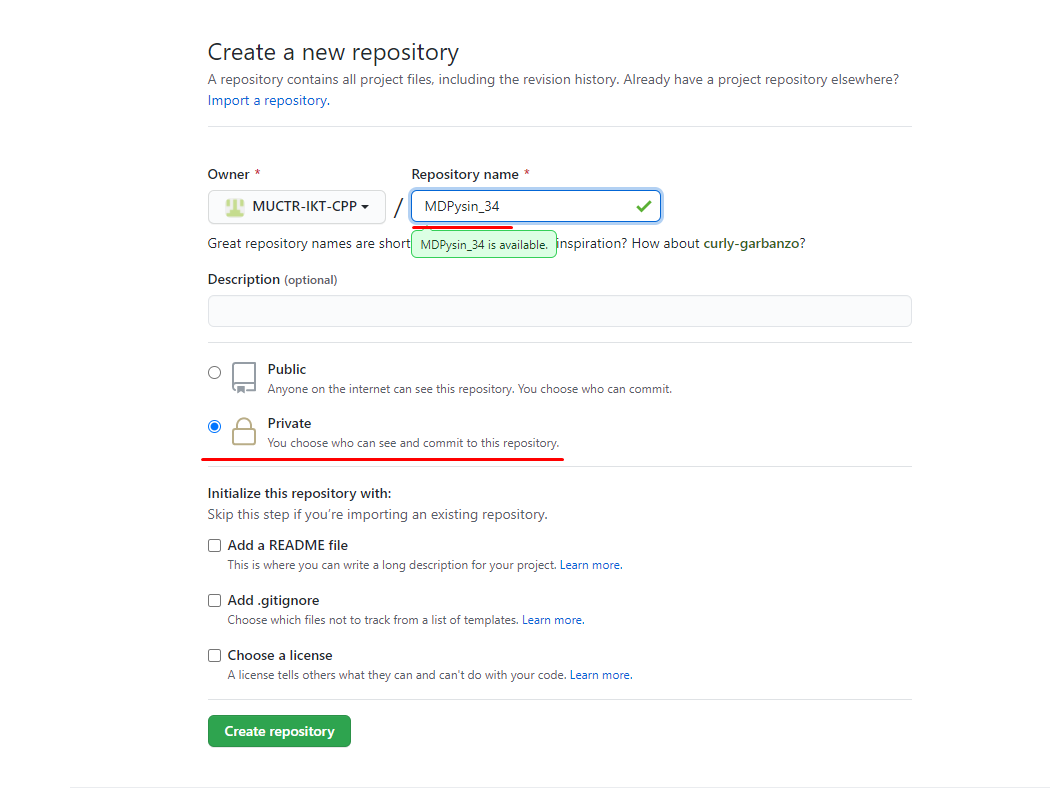 Create a new repository
A repository contains all project files, including the revision history. Already have a project repository elsewhere?
Import a repository.
Owner * Repository name *
MUCTR-IKT-CPP / MDPysin_34
Great repository names are short MDPysin_34 is available. inspiration? How about curly-garbanzo?
Description (optional)
Public
Anyone on the internet can see this repository. You choose who can commit.
Private
You choose who can see and commit to this repository.
Initialize this repository with:
Skip this step if you're importing an existing repository.
Add a README file
This is where you can write a long description for your project. Learn more.
Add .gitignore
Choose which files not to track from a list of templates. Learn more.
Choose a license
A license tells others what they can and can't do with your code. Learn more.
Create repository